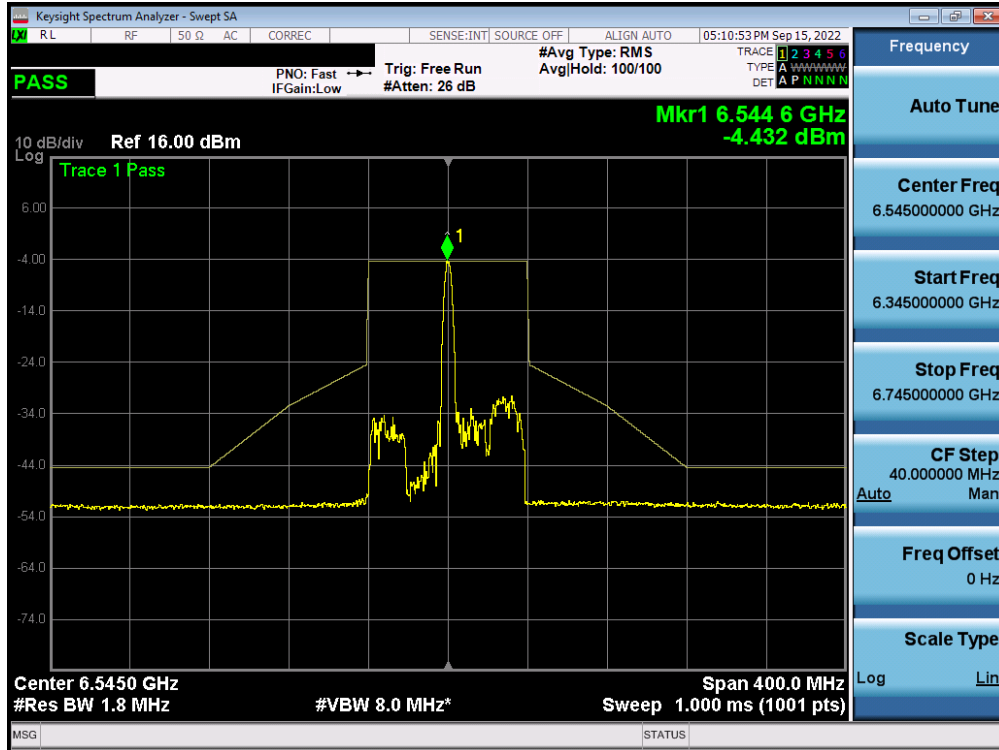 Keysight Spectrum Analyzer - Swept SA
LXI RL RF 50 Ω AC CORREC SENSE:INT SOURCE OFF ALIGN AUTO 05:10:53 PM Sep 15, 2022
PASS
PNO: Fast
IFGain:Low
Trig: Free Run
#Atten: 26 dB
#Avg Type: RMS
Avg|Hold: 100/100
TRACE 1 2 3 4 5 6
TYPE A WWWWW
DET A P N N N N
Mkr1 6.544 6 GHz
-4.432 dBm
10 dB/div Ref 16.00 dBm
Log
Trace 1 Pass
1
6.00
-4.00
-14.0
-24.0
-34.0
-44.0
-54.0
-64.0
-74.0
Center 6.5450 GHz Span 400.0 MHz
#Res BW 1.8 MHz #VBW 8.0 MHz* Sweep 1.000 ms (1001 pts)
MSG STATUS
Frequency
Auto Tune
Center Freq
6.545000000 GHz
Start Freq
6.345000000 GHz
Stop Freq
6.745000000 GHz
CF Step
40.000000 MHz
Auto Man
Freq Offset
0 Hz
Scale Type
Log Lin